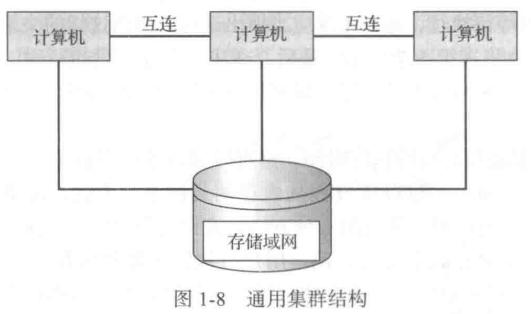 计算机 互连 计算机 互连 计算机
存储域网
图 1-8 通用集群结构